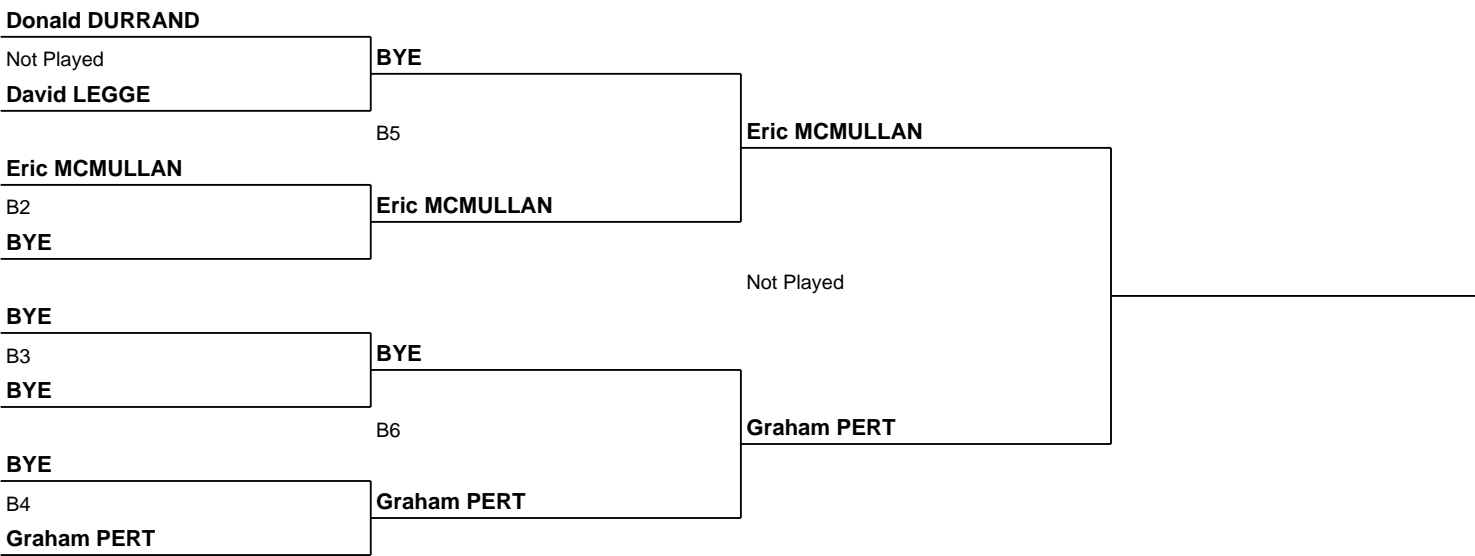 Donald DURRAND
Not Played
David LEGGE
Eric MCMULLAN
B2
BYE
BYE
B3
BYE
BYE
B4
Graham PERT
BYE
B5
Eric MCMULLAN
BYE
B6
Graham PERT
Eric MCMULLAN
Not Played
Graham PERT